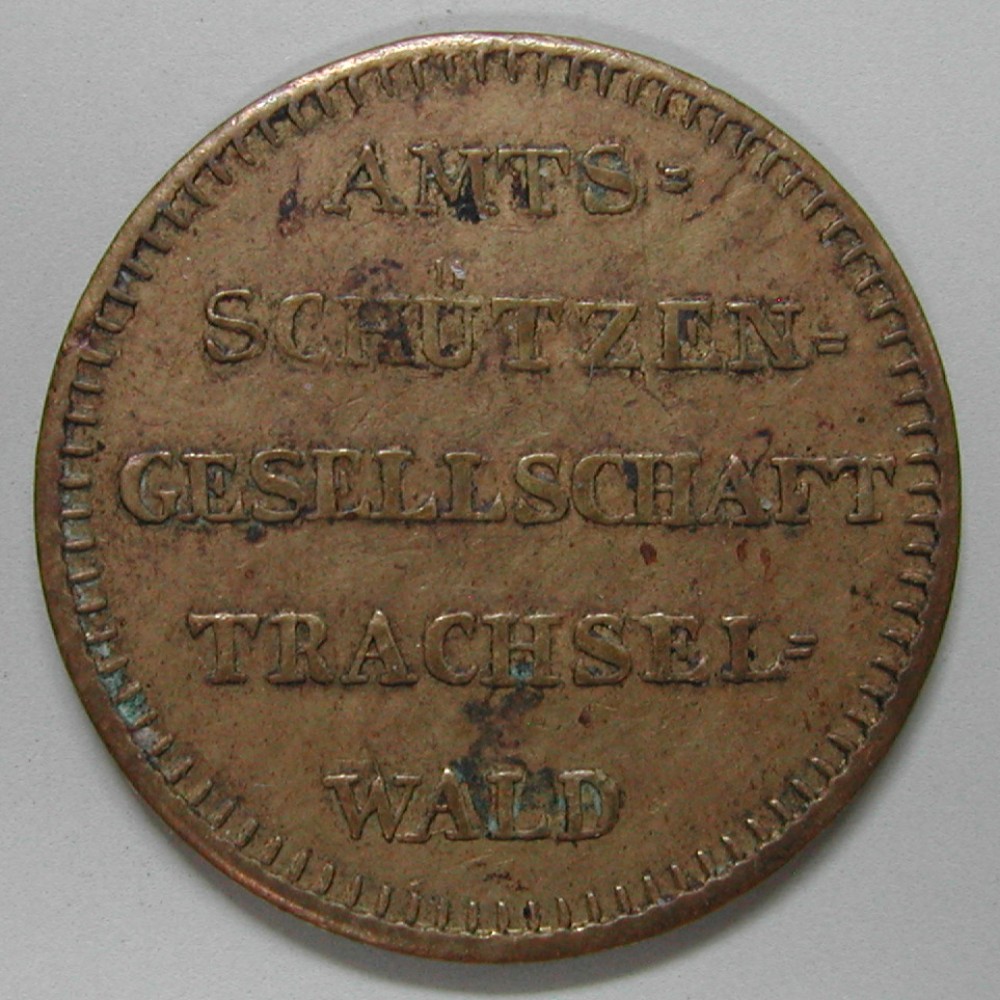 AMTS=
SCHÜTZEN=
GESELLSCHAFT
TRACHSEL=
WALD